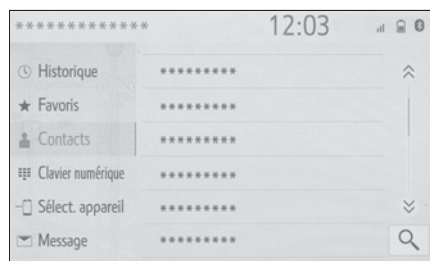 *************
12:03
Historique
*********
Favoris
*********
Contacts
*********
Clavier numérique
*********
Sélect. appareil
*********
Message
*********